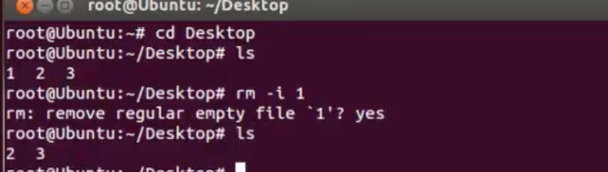 root@Ubuntu: ~/Desktop
root@Ubuntu:~# cd Desktop
root@Ubuntu:~/Desktop# ls
1  2  3
root@Ubuntu:~/Desktop# rm -i 1
rm: remove regular empty file `1'? yes
root@Ubuntu:~/Desktop# ls
2  3
root@Ubuntu:~/Desktop#